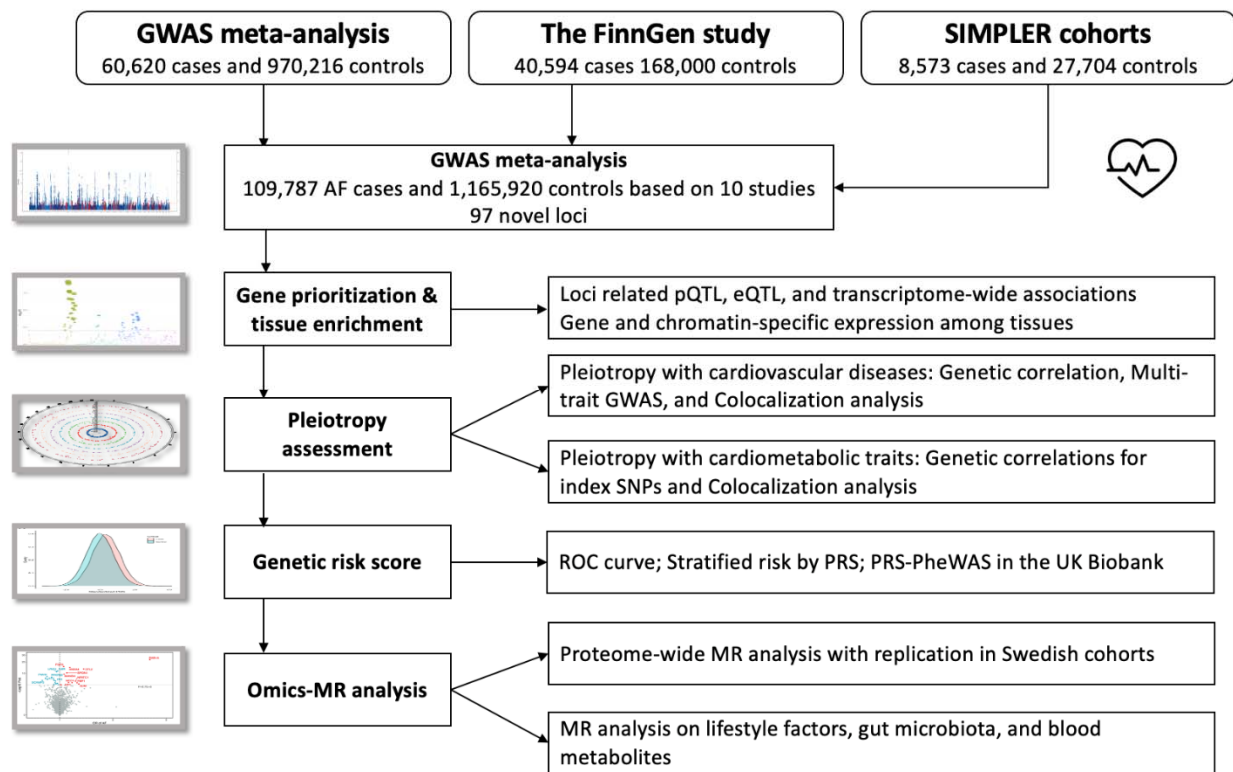 GWAS meta-analysis
60,620 cases and 970,216 controls
The FinnGen study
40,594 cases 168,000 controls
SIMPLER cohorts
8,573 cases and 27,704 controls
GWAS meta-analysis
109,787 AF cases and 1,165,920 controls based on 10 studies
97 novel loci
Gene prioritization &
tissue enrichment
Loci related pQTL, eQTL, and transcriptome-wide associations
Gene and chromatin-specific expression among tissues
Pleiotropy
assessment
Pleiotropy with cardiovascular diseases: Genetic correlation, Multi-
trait GWAS, and Colocalization analysis
Pleiotropy with cardiometabolic traits: Genetic correlations for
index SNPs and Colocalization analysis
Genetic risk score
ROC curve; Stratified risk by PRS; PRS-PheWAS in the UK Biobank
Omics-MR analysis
Proteome-wide MR analysis with replication in Swedish cohorts
MR analysis on lifestyle factors, gut microbiota, and blood
metabolites